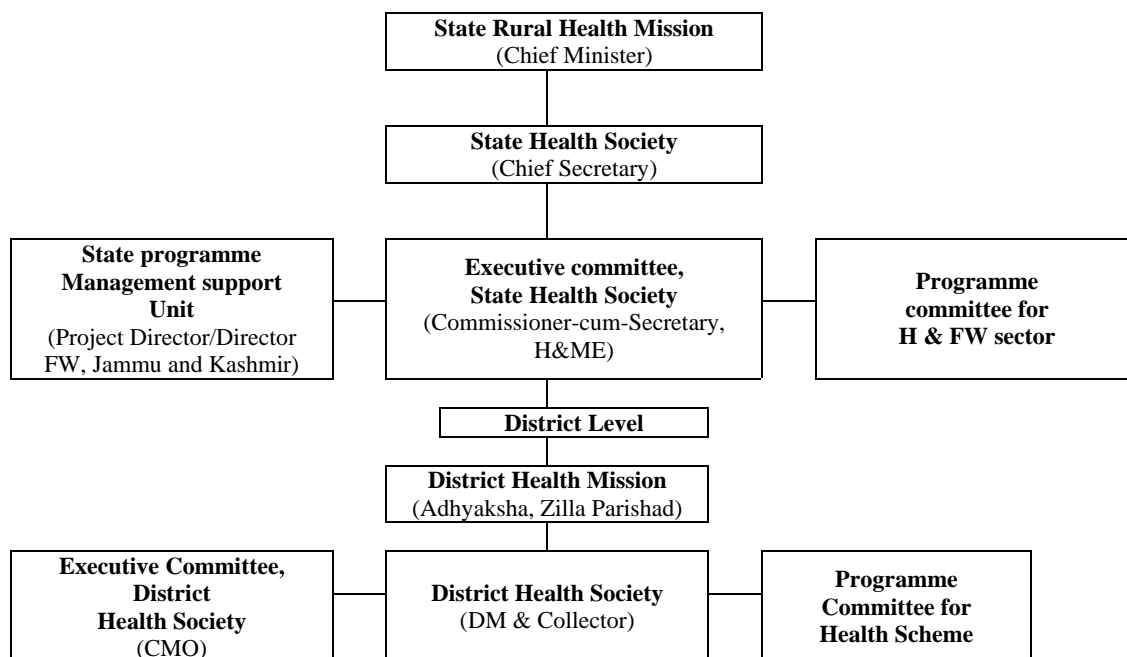 State Rural Health Mission
(Chief Minister)
State Health Society
(Chief Secretary)
State programme
Management support
Unit
(Project Director/Director
FW, Jammu and Kashmir)
Executive committee,
State Health Society
(Commissioner-cum-Secretary,
H&ME)
Programme
committee for
H & FW sector
District Level
District Health Mission
(Adhyaksha, Zilla Parishad)
Executive Committee,
District
Health Society
(CMO)
District Health Society
(DM & Collector)
Programme
Committee for
Health Scheme